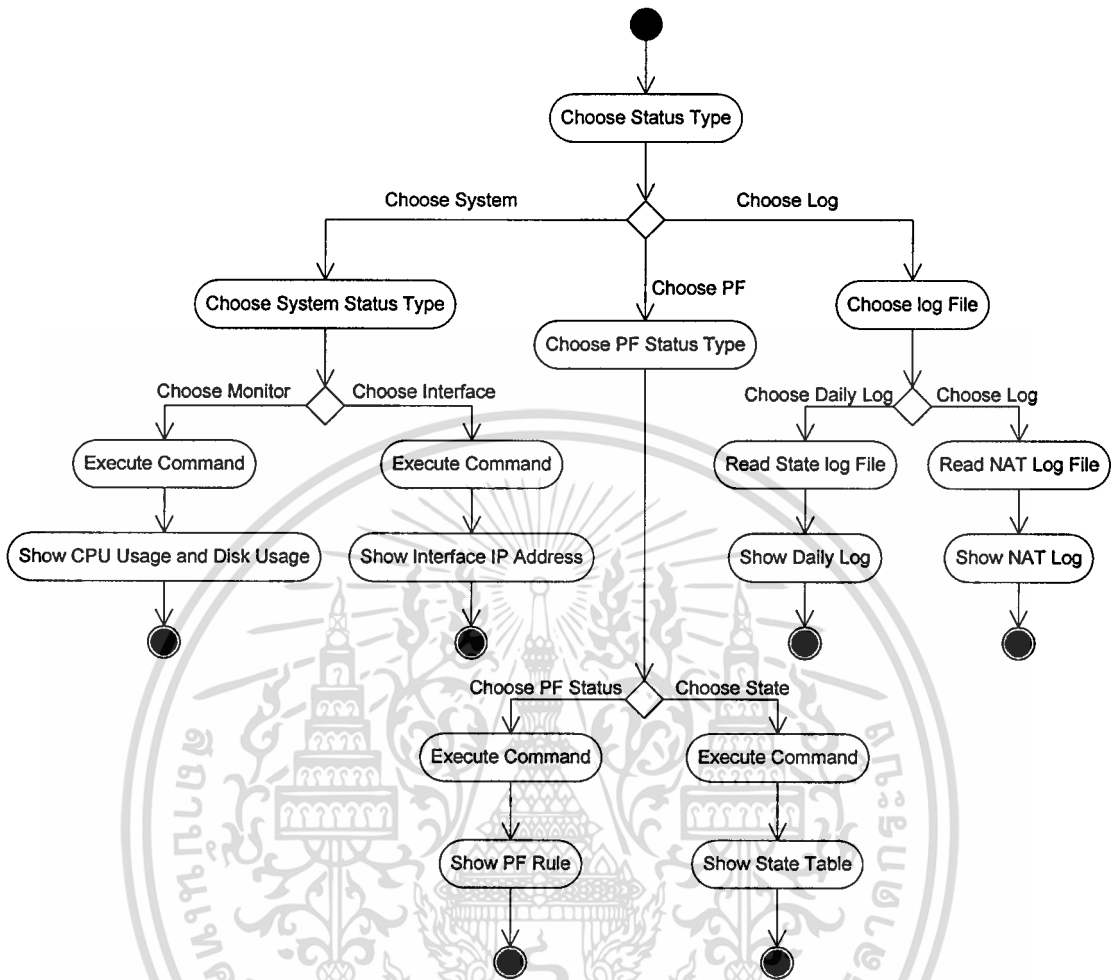 Choose Status Type
Choose System
Choose Log
Choose PF
Choose System Status Type
Choose log File
Choose PF Status Type
Choose Monitor
Choose Interface
Choose Daily Log
Choose Log
Execute Command
Execute Command
Read State log File
Read NAT Log File
Show CPU Usage and Disk Usage
Show Interface IP Address
Show Daily Log
Show NAT Log
Choose PF Status
Choose State
Execute Command
Execute Command
Show PF Rule
Show State Table